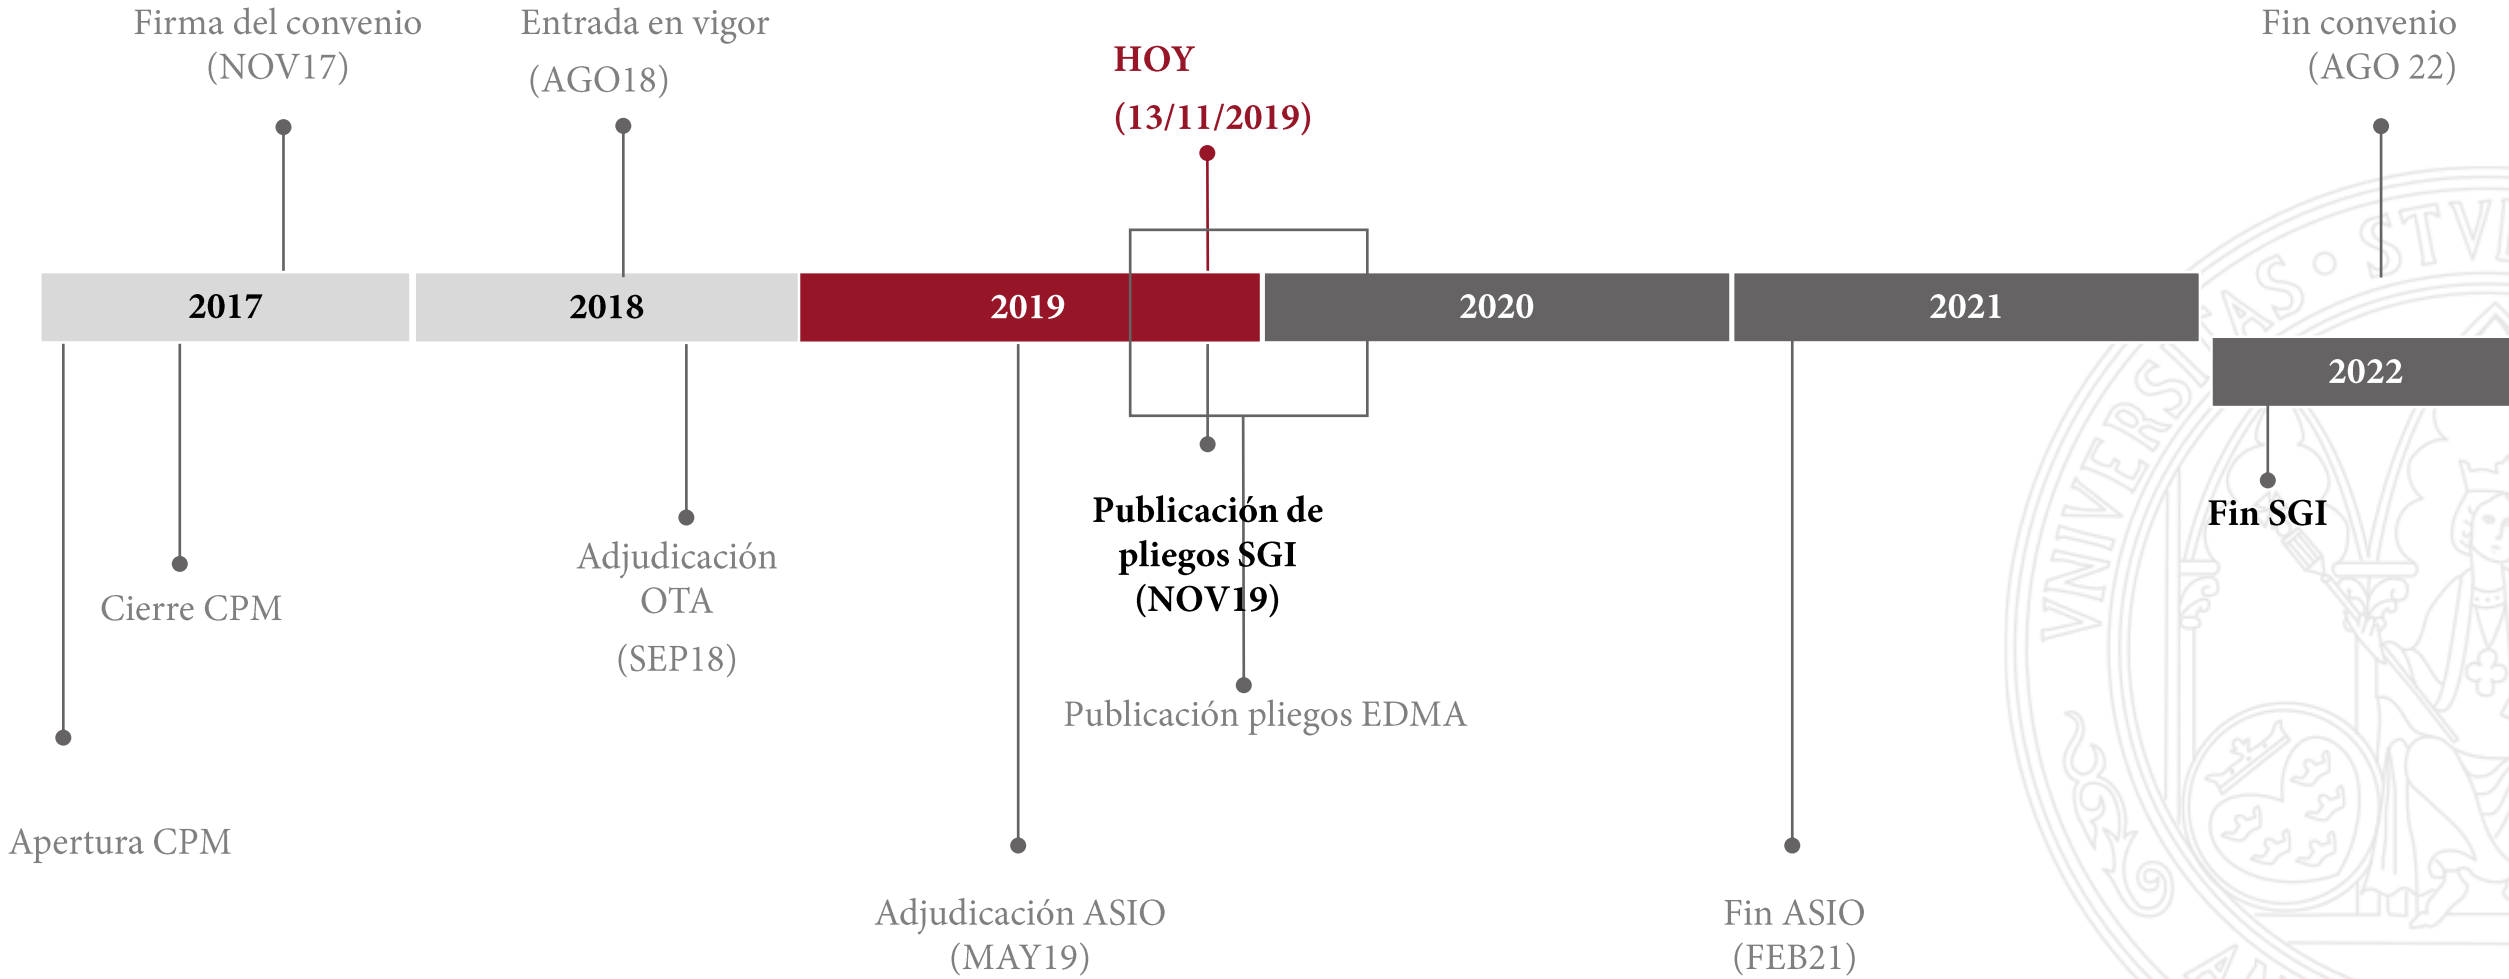 Firma del convenio
(NOV17)
Entrada en vigor
(AGO18)
HOY
(13/11/2019)
Fin convenio
(AGO 22)
2017
2018
2019
2020
2021
2022
Cierre CPM
Apertura CPM
Adjudicación
OTA
(SEP18)
Publicación de
pliegos SGI
(NOV19)
Publicación pliegos EDMA
Adjudicación ASIO
(MAY19)
Fin ASIO
(FEB21)
Fin SGI
VNIVERSITAS · STV